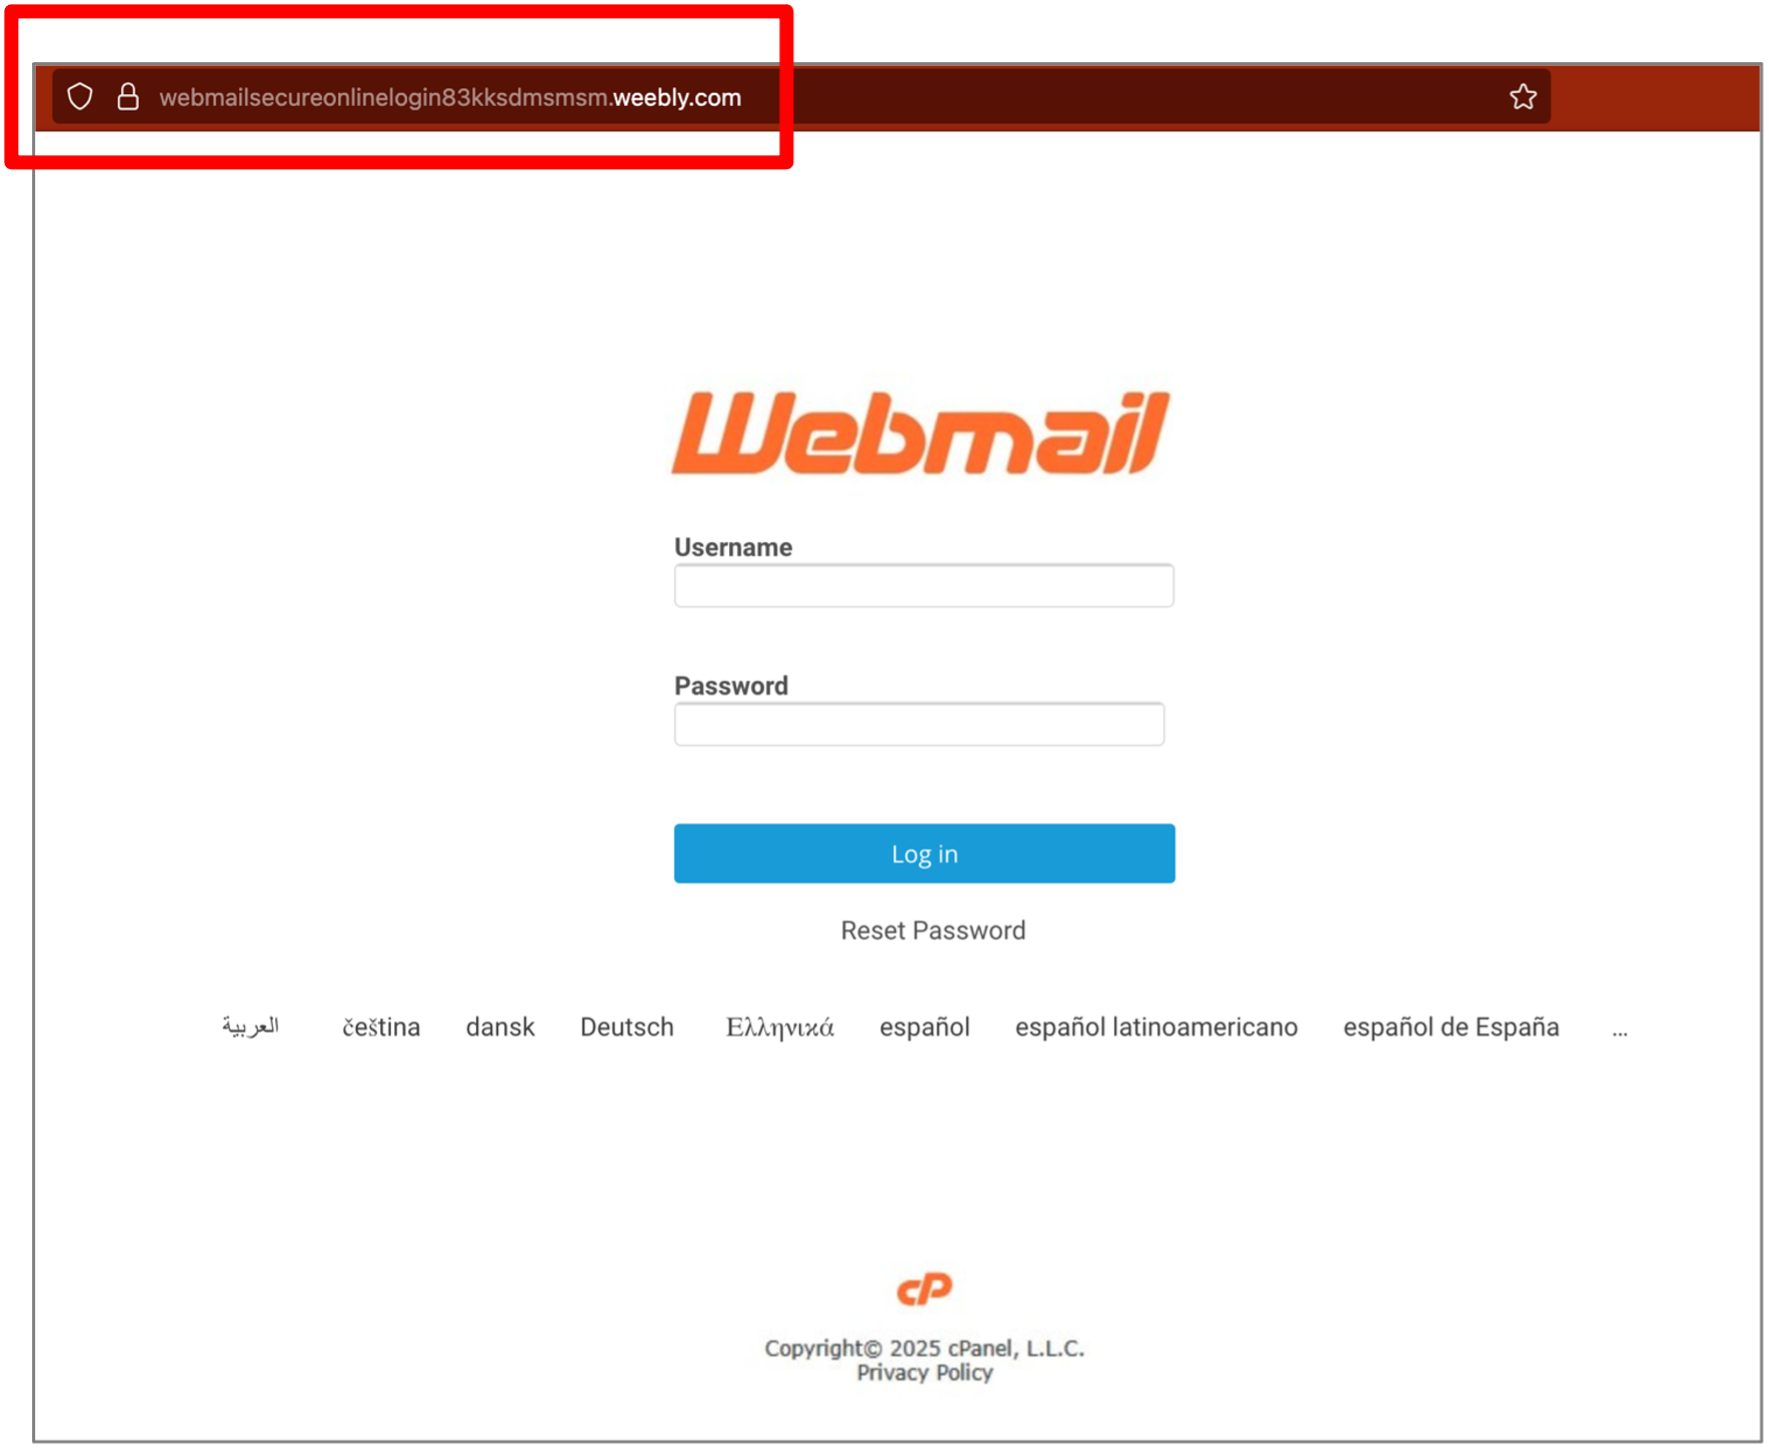 webmailsecureonlinelogin83kksdmsmsm.weebly.com
Webmail
Username
Password
Log in
Reset Password
العربية čeština dansk Deutsch Ελληνικά español español latinoamericano español de España ...
cP
Copyright© 2025 cPanel, L.L.C.
Privacy Policy